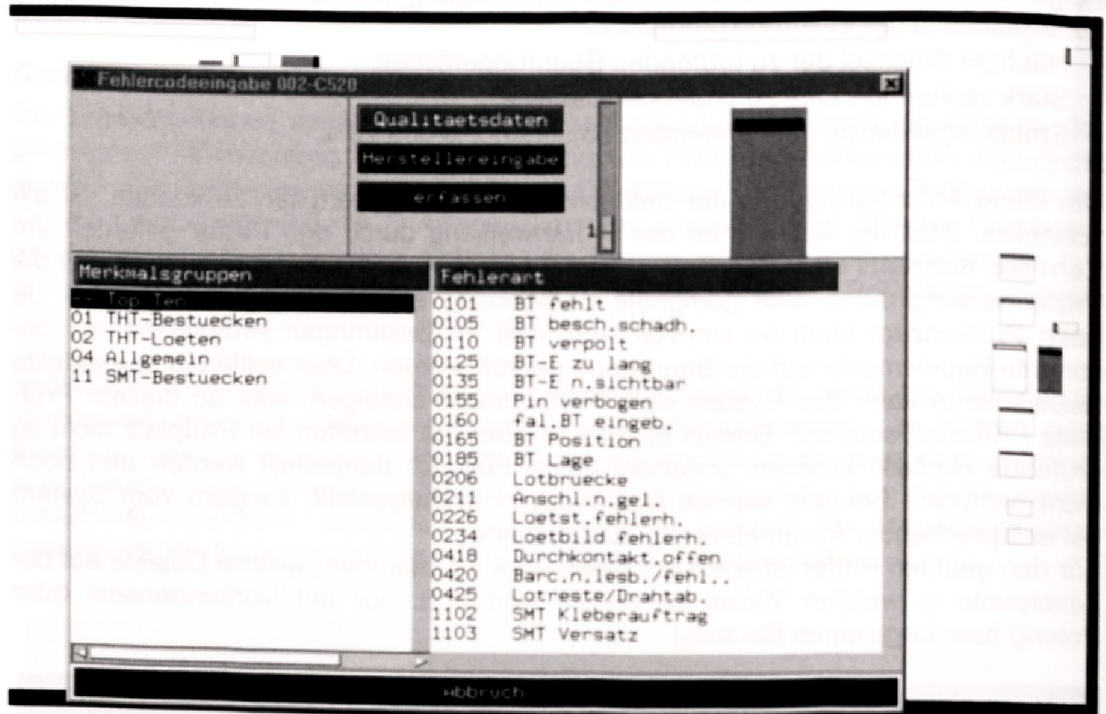 Fehlercodeeingabe 002-C520
Qualitaetsdaten
Herstellereingabe
erfassen
1
Merkmalsgruppen
-- Top Ten
01 THT-Bestuecken
02 THT-Loeten
04 Allgemein
11 SMT-Bestuecken
Fehlerart
0101 BT fehlt
0105 BT besch.schadh.
0110 BT verpolt
0125 BT-E zu lang
0135 BT-E n.sichtbar
0155 Pin verbogen
0160 fal.BT eingeb.
0165 BT Position
0185 BT Lage
0206 Lotbruecke
0211 Anschl.n.gel.
0226 Loetst.fehlerh.
0234 Loetbild fehlerh.
0418 Durchkontakt.offen
0420 Barc.n.lesb./fehl..
0425 Lotreste/Drahtab.
1102 SMT Kleberauftrag
1103 SMT Versatz
Abbruch